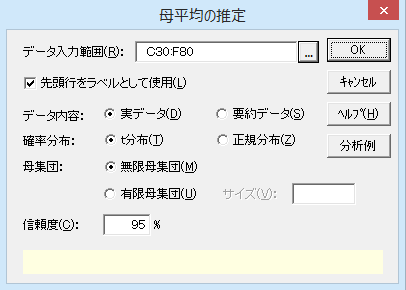 母平均の推定
データ入力範囲(R): C30:F80 ... OK
先頭行をラベルとして使用(L) キャンセル
データ内容: 実データ(D) 要約データ(S) ヘルプ(H)
確率分布: t分布(T) 正規分布(Z) 分析例
母集団: 無限母集団(M)
有限母集団(U) サイズ(V):
信頼度(C): 95 %